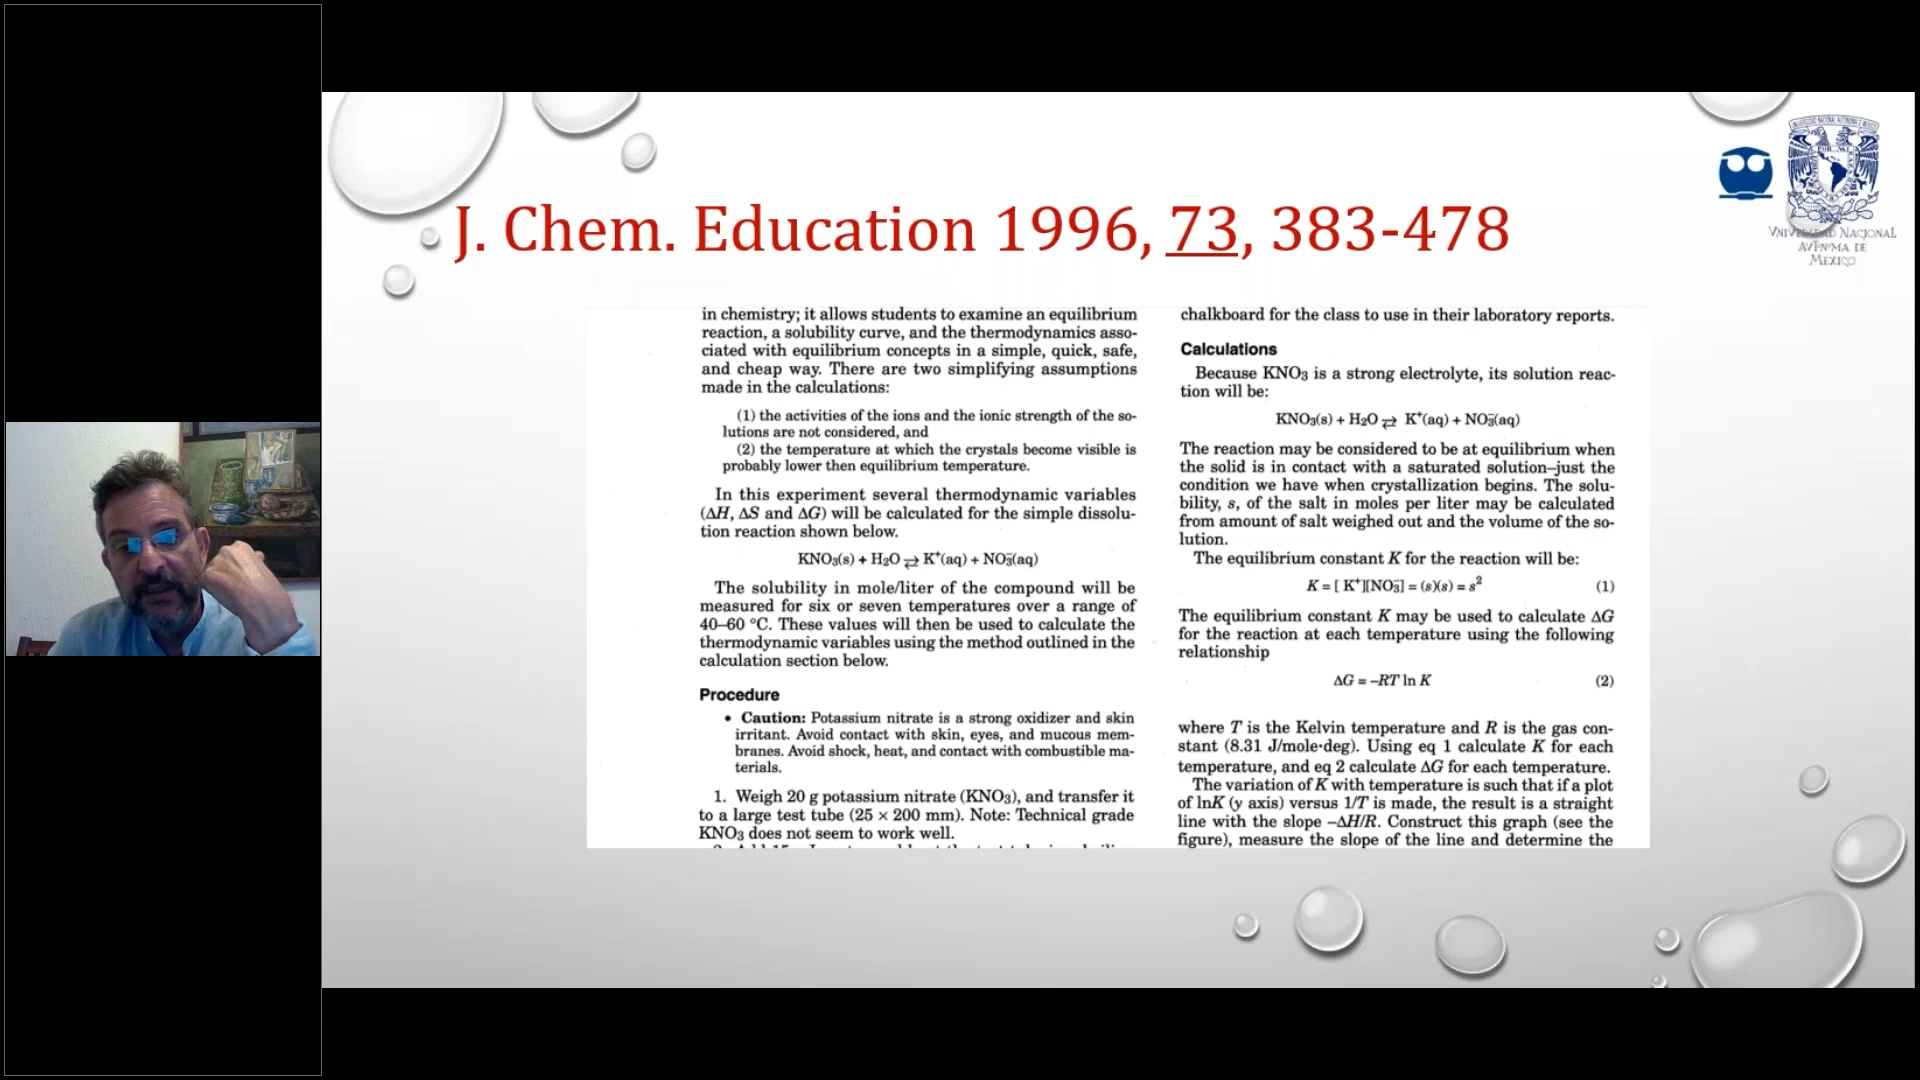 J. Chem. Education 1996, 73, 383-478
VNIVERSIDAD NACIONAL
AVTNMA DE
MEXICO
in chemistry; it allows students to examine an equilibrium
reaction, a solubility curve, and the thermodynamics asso-
ciated with equilibrium concepts in a simple, quick, safe,
and cheap way. There are two simplifying assumptions
made in the calculations:
(1) the activities of the ions and the ionic strength of the so-
lutions are not considered, and
(2) the temperature at which the crystals become visible is
probably lower then equilibrium temperature.
In this experiment several thermodynamic variables
(ΔH, ΔS and ΔG) will be calculated for the simple dissolu-
tion reaction shown below.
KNO₃(s) + H₂O ⇄ K⁺(aq) + NO₃⁻(aq)
The solubility in mole/liter of the compound will be
measured for six or seven temperatures over a range of
40–60 °C. These values will then be used to calculate the
thermodynamic variables using the method outlined in the
calculation section below.
Procedure
• Caution: Potassium nitrate is a strong oxidizer and skin
irritant. Avoid contact with skin, eyes, and mucous mem-
branes. Avoid shock, heat, and contact with combustible ma-
terials.
1. Weigh 20 g potassium nitrate (KNO₃), and transfer it
to a large test tube (25 × 200 mm). Note: Technical grade
KNO₃ does not seem to work well.
chalkboard for the class to use in their laboratory reports.
Calculations
Because KNO₃ is a strong electrolyte, its solution reac-
tion will be:
KNO₃(s) + H₂O ⇄ K⁺(aq) + NO₃⁻(aq)
The reaction may be considered to be at equilibrium when
the solid is in contact with a saturated solution–just the
condition we have when crystallization begins. The solu-
bility, s, of the salt in moles per liter may be calculated
from amount of salt weighed out and the volume of the so-
lution.
The equilibrium constant K for the reaction will be:
K = [ K⁺][NO₃⁻] = (s)(s) = s² (1)
The equilibrium constant K may be used to calculate ΔG
for the reaction at each temperature using the following
relationship
ΔG = –RT ln K (2)
where T is the Kelvin temperature and R is the gas con-
stant (8.31 J/mole·deg). Using eq 1 calculate K for each
temperature, and eq 2 calculate ΔG for each temperature.
The variation of K with temperature is such that if a plot
of lnK (y axis) versus 1/T is made, the result is a straight
line with the slope –ΔH/R. Construct this graph (see the
figure), measure the slope of the line and determine the